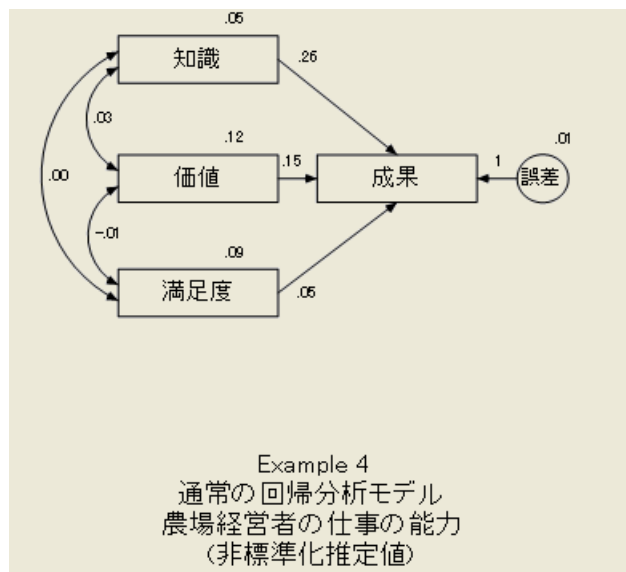 .05
知識
.26
.03
.12
.00
価値
.15
成果
1
.01
誤差
-.01
.09
満足度
.05
Example 4
通常の回帰分析モデル
農場経営者の仕事の能力
(非標準化推定値)